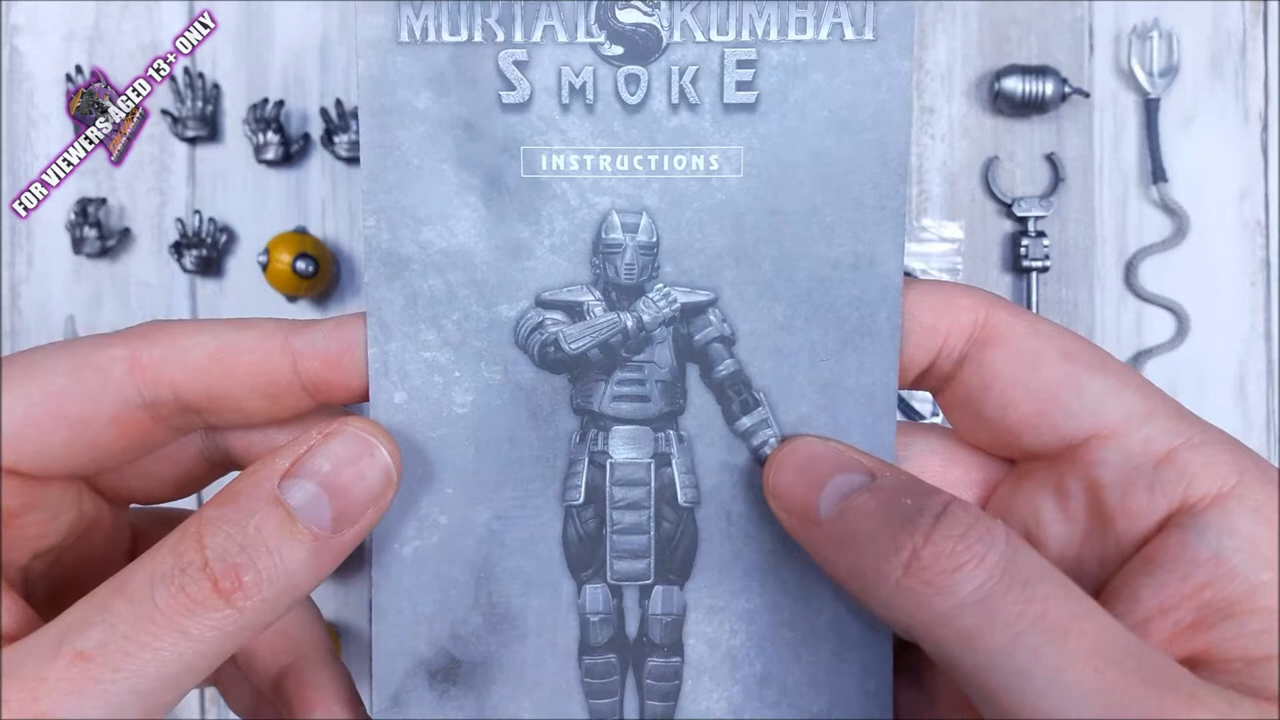 FOR VIEWERS AGED 13+ ONLY
MORTAL KOMBAT
SMOKE
INSTRUCTIONS